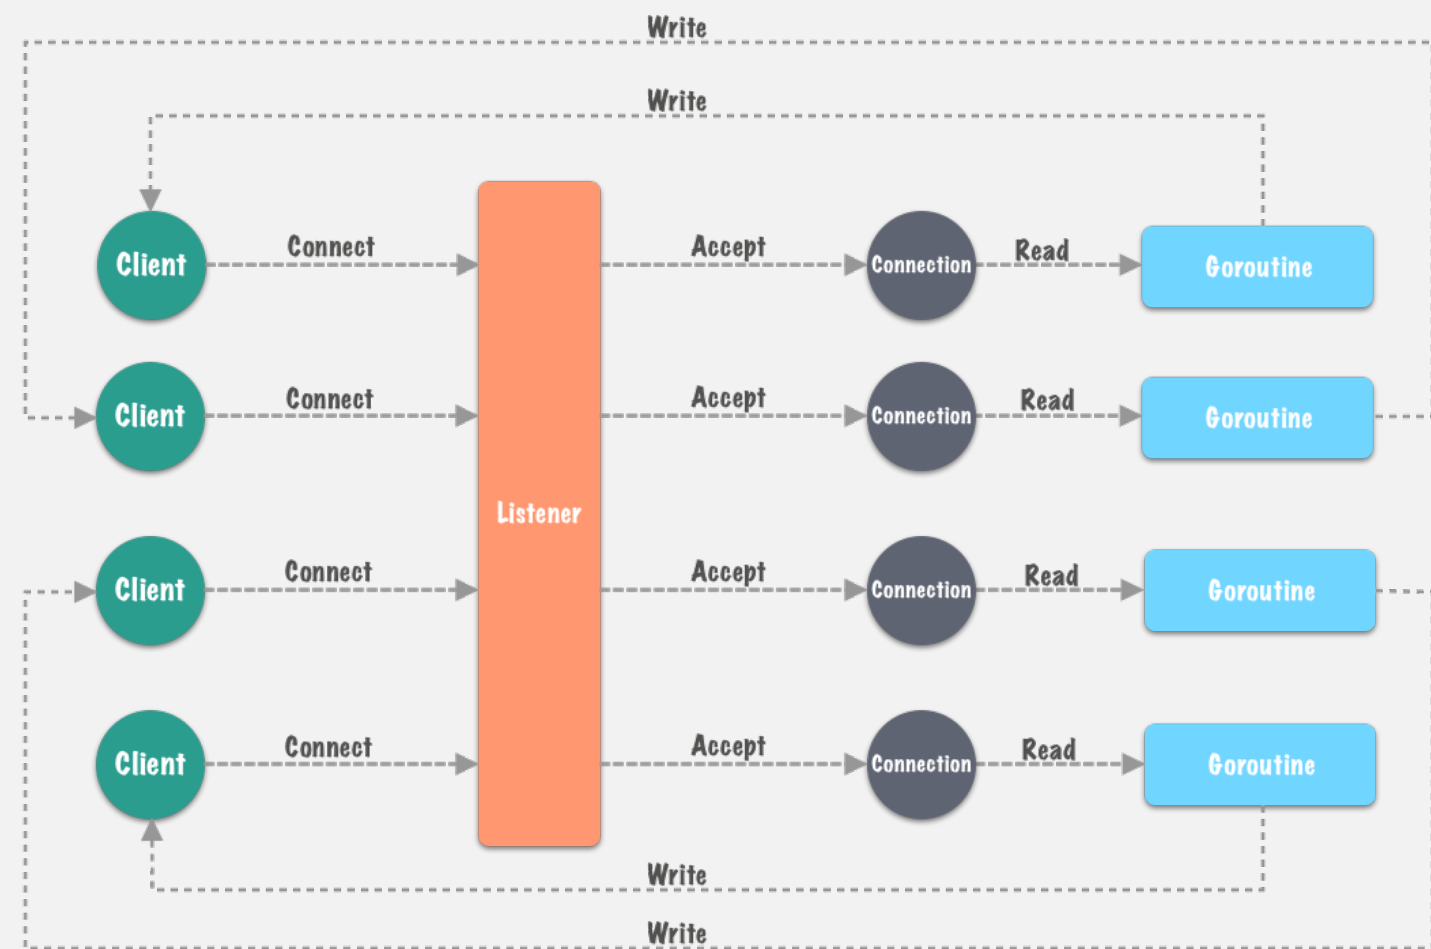 Write
Write
Client
Connect
Accept
Connection
Read
Goroutine
Client
Connect
Accept
Connection
Read
Goroutine
Listener
Client
Connect
Accept
Connection
Read
Goroutine
Client
Connect
Accept
Connection
Read
Goroutine
Write
Write